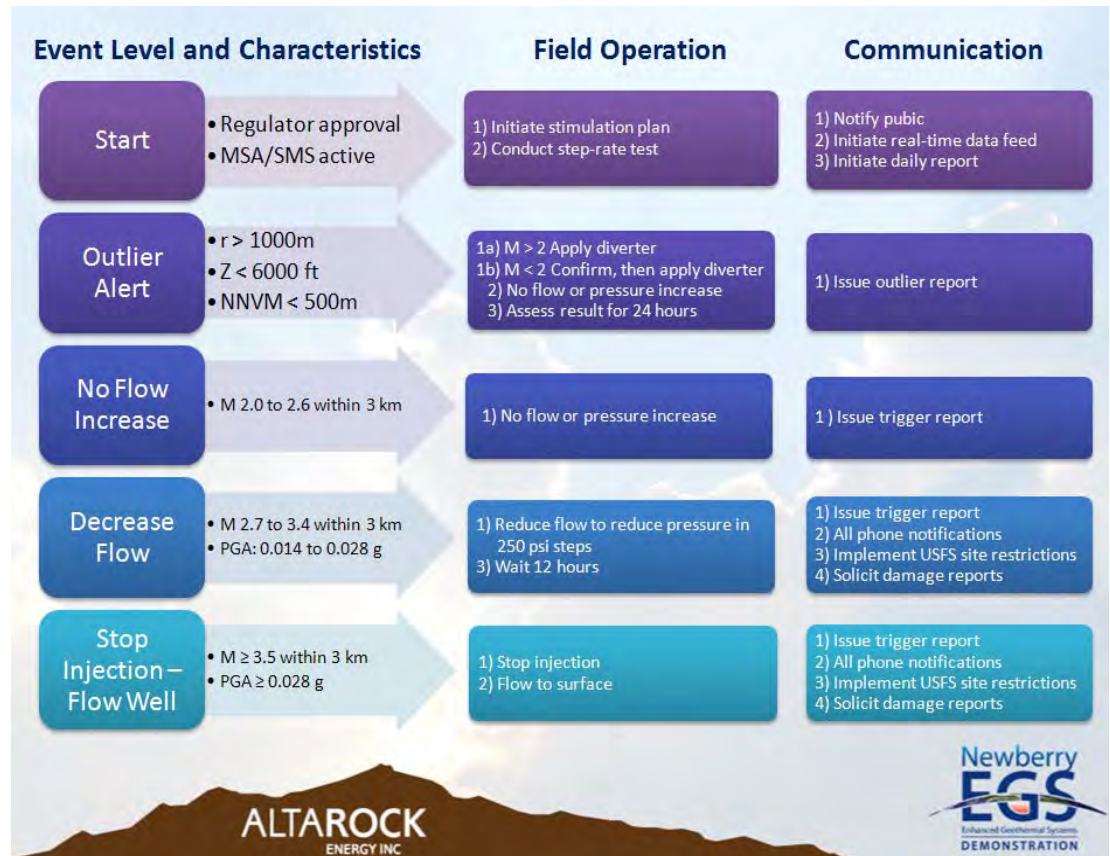 Event Level and Characteristics
Field Operation
Communication
Start
• Regulator approval
• MSA/SMS active
1) Initiate stimulation plan
2) Conduct step-rate test
1) Notify pubic
2) Initiate real-time data feed
3) Initiate daily report
Outlier
Alert
• r > 1000m
• Z < 6000 ft
• NNVM < 500m
1a) M > 2 Apply diverter
1b) M < 2 Confirm, then apply diverter
2) No flow or pressure increase
3) Assess result for 24 hours
1) Issue outlier report
No Flow
Increase
• M 2.0 to 2.6 within 3 km
1) No flow or pressure increase
1 ) Issue trigger report
Decrease
Flow
• M 2.7 to 3.4 within 3 km
• PGA: 0.014 to 0.028 g
1) Reduce flow to reduce pressure in
250 psi steps
3) Wait 12 hours
1) Issue trigger report
2) All phone notifications
3) Implement USFS site restrictions
4) Solicit damage reports
Stop
Injection –
Flow Well
• M ≥ 3.5 within 3 km
• PGA ≥ 0.028 g
1) Stop injection
2) Flow to surface
1) Issue trigger report
2) All phone notifications
3) Implement USFS site restrictions
4) Solicit damage reports
ALTAROCK
ENERGY INC
Newberry
EGS
Enhanced Geothermal Systems
DEMONSTRATION